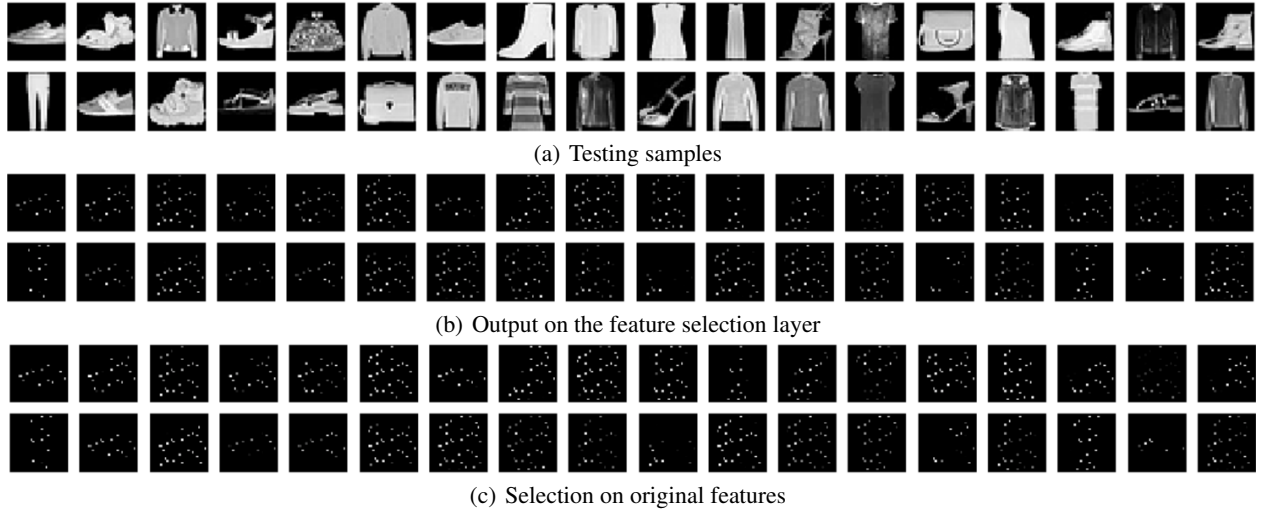 (a) Testing samples
(b) Output on the feature selection layer
(c) Selection on original features